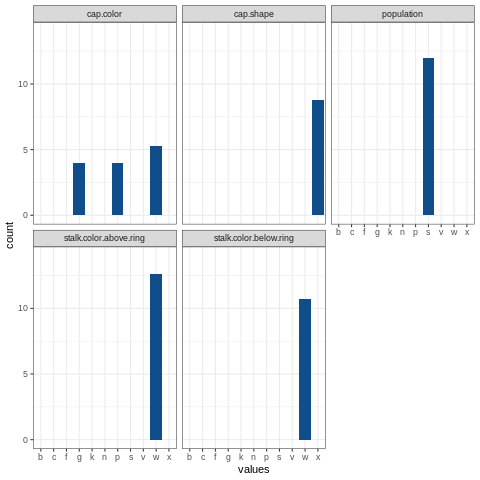 cap.color cap.shape population
10
5
0
b c f g k n p s v w x
stalk.color.above.ring stalk.color.below.ring
10
5
0
b c f g k n p s v w x b c f g k n p s v w x
values
count